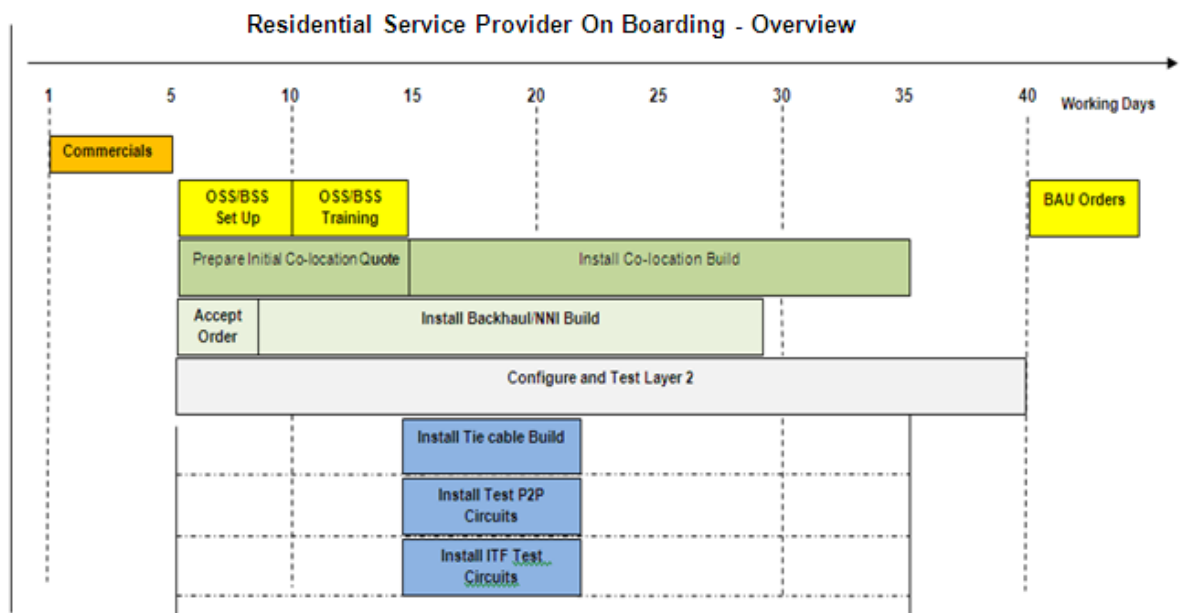 Residential Service Provider On Boarding - Overview
1 5 10 15 20 25 30 35 40 Working Days
Commercials
OSS/BSS
Set Up
OSS/BSS
Training
BAU Orders
Prepare Initial Co-location Quote
Install Co-location Build
Accept
Order
Install Backhaul/NNI Build
Configure and Test Layer 2
Install Tie cable Build
Install Test P2P
Circuits
Install ITF Test
Circuits